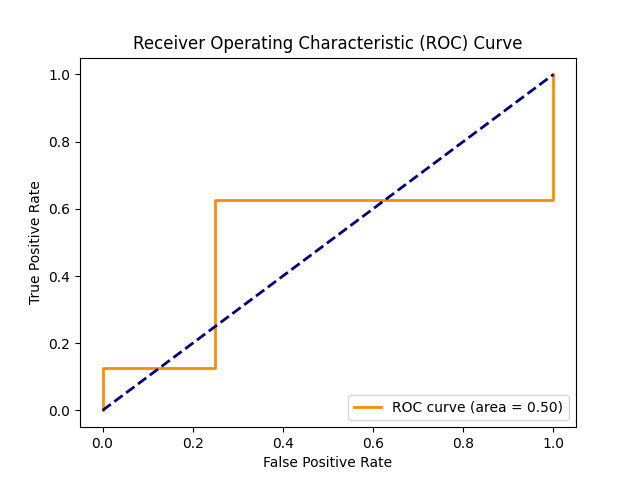 Receiver Operating Characteristic (ROC) Curve
1.0
0.8
0.6
0.4
0.2
0.0
True Positive Rate
ROC curve (area = 0.50)
0.0 0.2 0.4 0.6 0.8 1.0
False Positive Rate